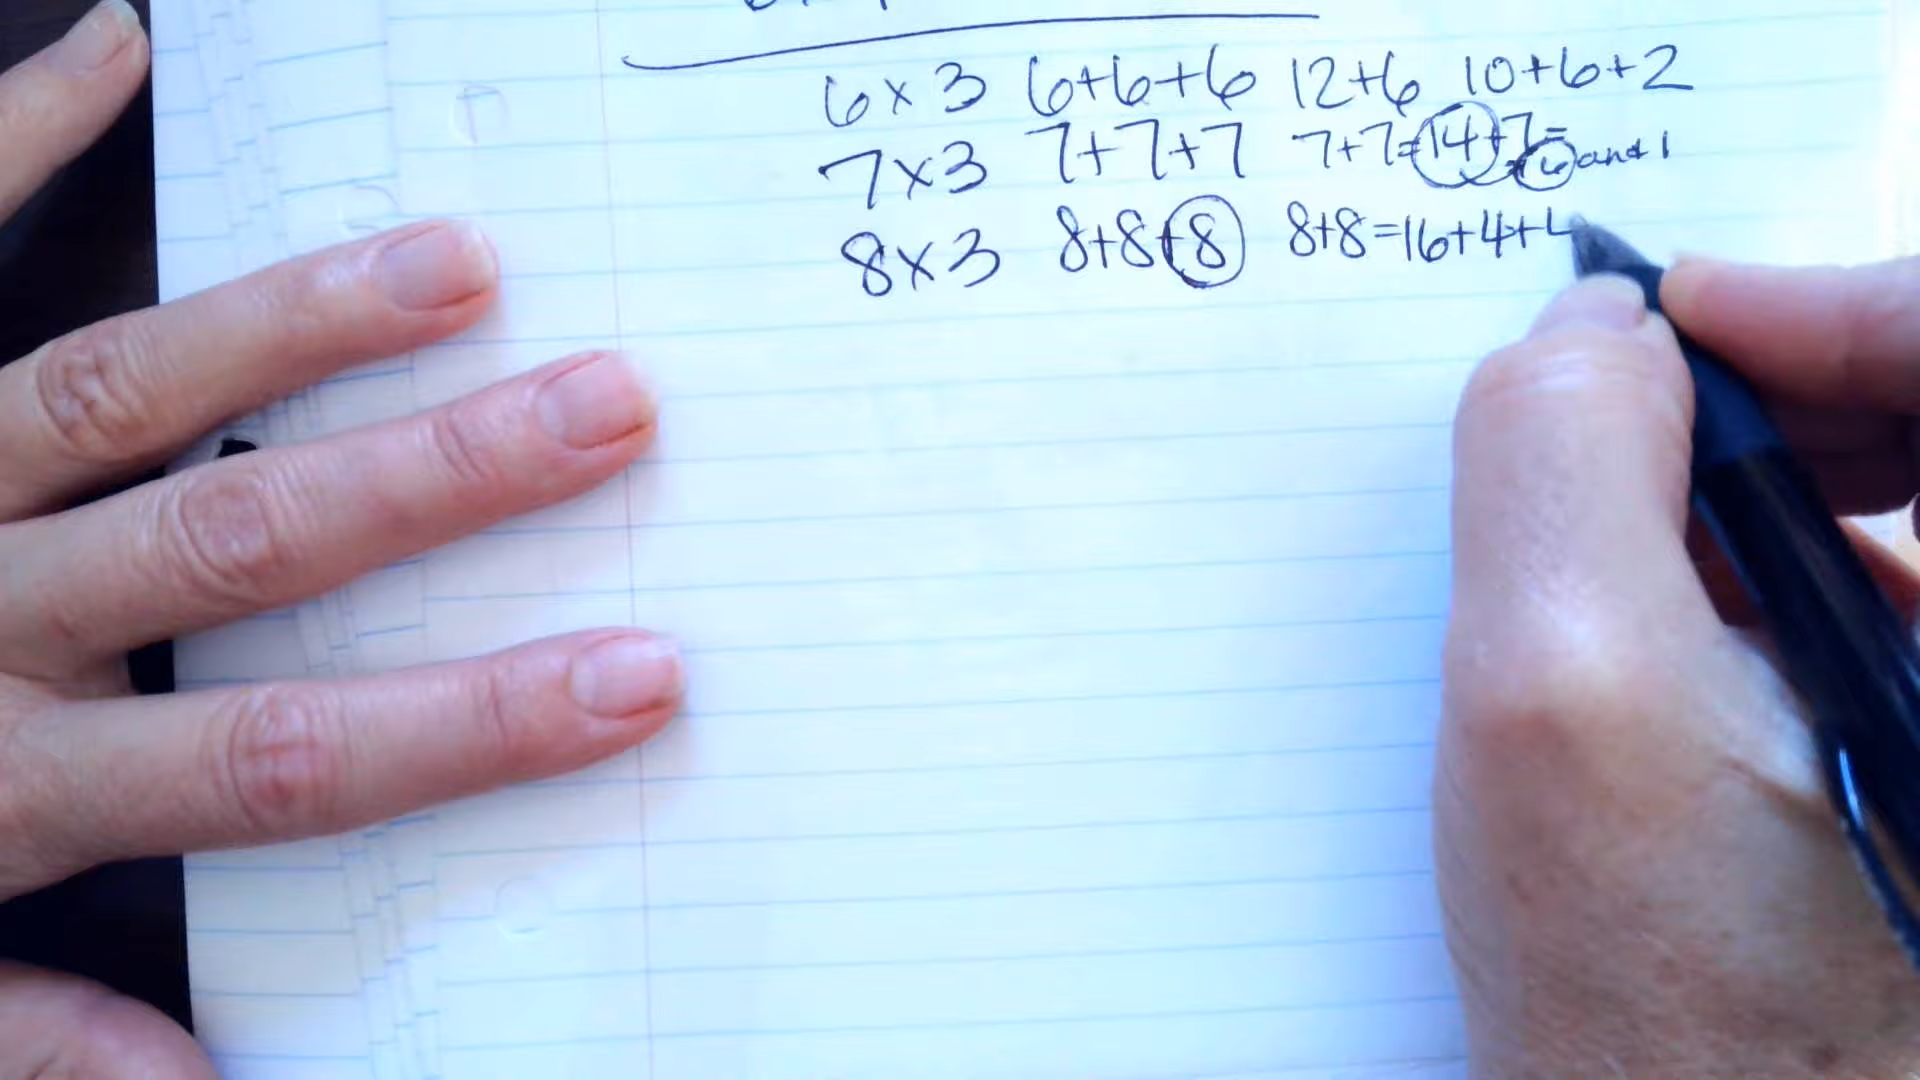 6x3 6+6+6 12+6 10+6+2
7x3 7+7+7 7+7=14+7=
6 and 1
8x3 8+8+8 8+8=16+4+4